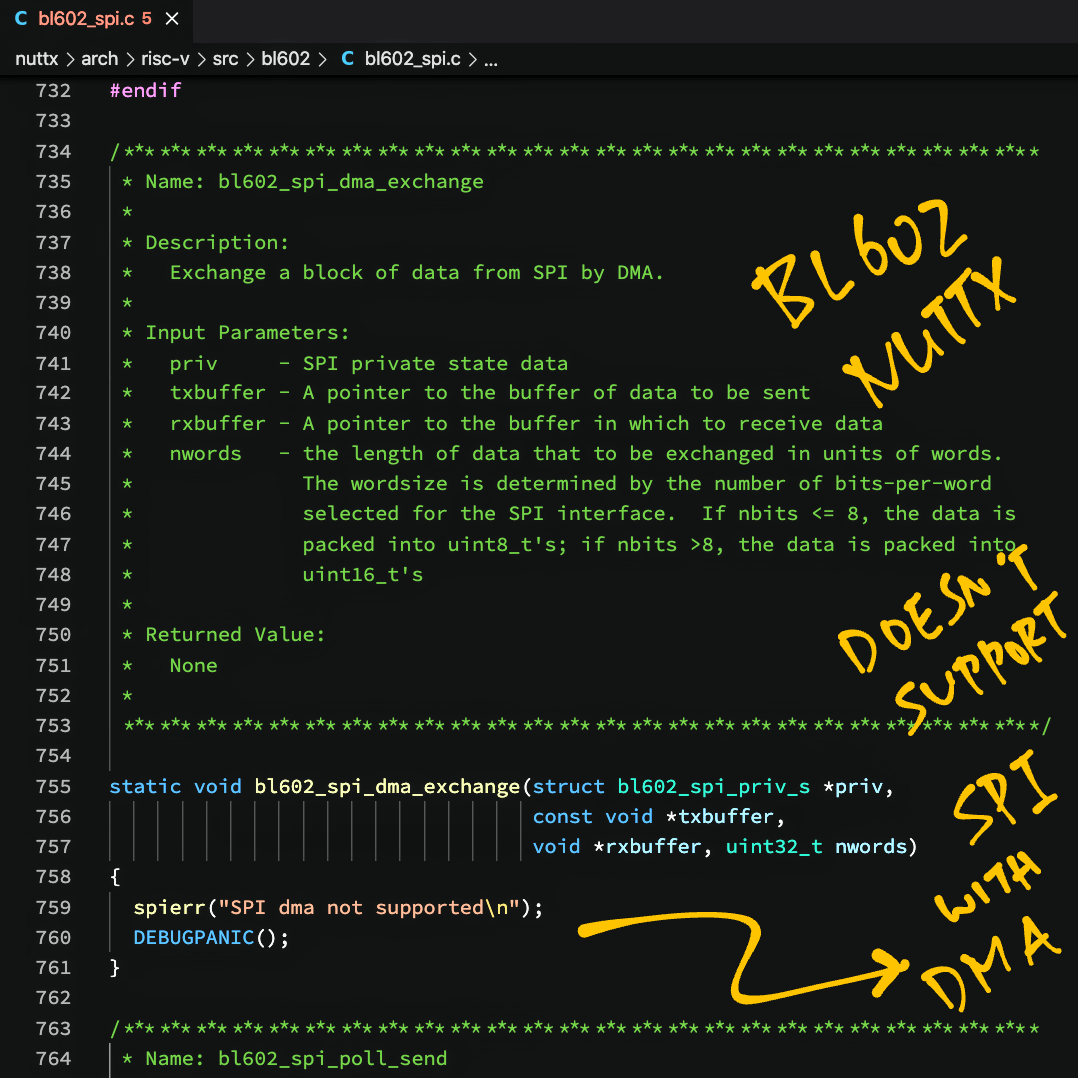 C bl602_spi.c 5 ×
nuttx > arch > risc-v > src > bl602 > C bl602_spi.c > ...
732 #endif
733
734 /****************************************************************************
735  * Name: bl602_spi_dma_exchange
736  *
737  * Description:
738  *   Exchange a block of data from SPI by DMA.
739  *
740  * Input Parameters:
741  *   priv     - SPI private state data
742  *   txbuffer - A pointer to the buffer of data to be sent
743  *   rxbuffer - A pointer to the buffer in which to receive data
744  *   nwords   - the length of data that to be exchanged in units of words.
745  *              The wordsize is determined by the number of bits-per-word
746  *              selected for the SPI interface.  If nbits <= 8, the data is
747  *              packed into uint8_t's; if nbits >8, the data is packed into
748  *              uint16_t's
749  *
750  * Returned Value:
751  *   None
752  *
753  ****************************************************************************/
754
755 static void bl602_spi_dma_exchange(struct bl602_spi_priv_s *priv,
756                                    const void *txbuffer,
757                                    void *rxbuffer, uint32_t nwords)
758 {
759   spierr("SPI dma not supported\n");
760   DEBUGPANIC();
761 }
762
763 /****************************************************************************
764  * Name: bl602_spi_poll_send
BL602
NUTTX
DOESN'T
SUPPORT
SPI
WITH
DMA